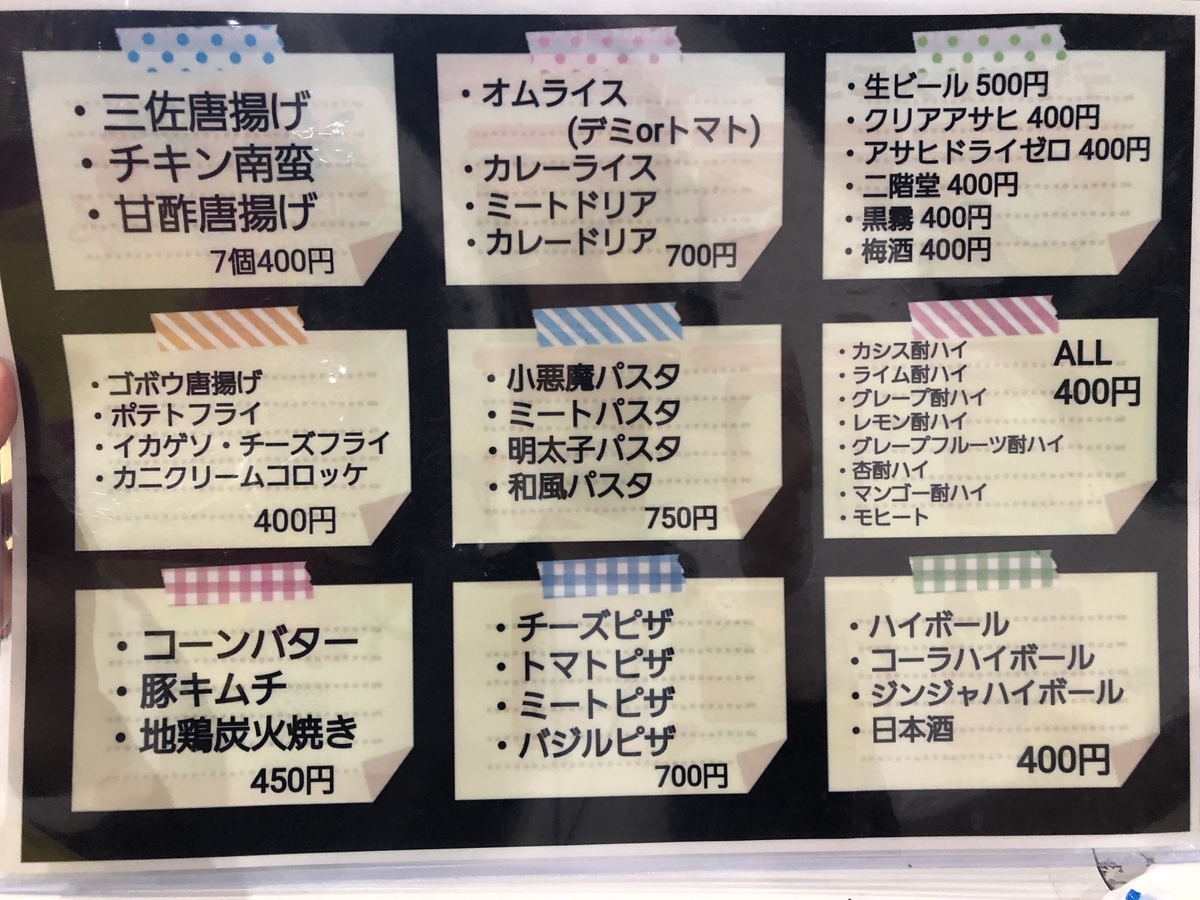 ・三佐唐揚げ
・チキン南蛮
・甘酢唐揚げ
7個400円
・オムライス
(デミorトマト)
・カレーライス
・ミートドリア
・カレードリア
700円
・生ビール 500円
・クリアアサヒ 400円
・アサヒドライゼロ 400円
・二階堂 400円
・黒霧 400円
・梅酒 400円
・ゴボウ唐揚げ
・ポテトフライ
・イカゲソ・チーズフライ
・カニクリームコロッケ
400円
・小悪魔パスタ
・ミートパスタ
・明太子パスタ
・和風パスタ
750円
・カシス酎ハイ
・ライム酎ハイ
・グレープ酎ハイ
・レモン酎ハイ
・グレープフルーツ酎ハイ
・杏酎ハイ
・マンゴー酎ハイ
・モヒート
ALL
400円
・コーンバター
・豚キムチ
・地鶏炭火焼き
450円
・チーズピザ
・トマトピザ
・ミートピザ
・バジルピザ
700円
・ハイボール
・コーラハイボール
・ジンジャハイボール
・日本酒
400円